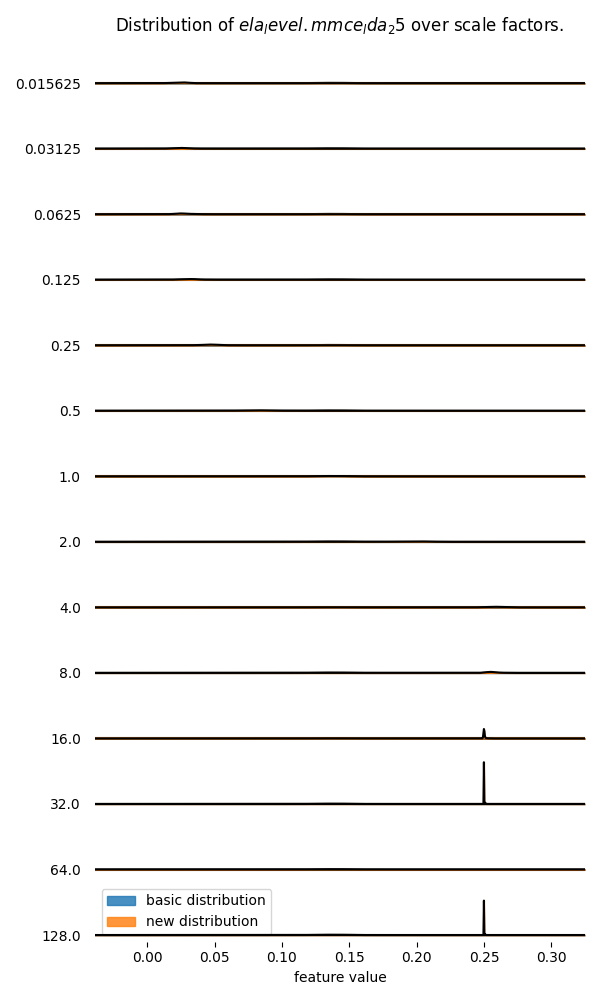 Distribution of elaₗevel.mmceₗda₂5 over scale factors.
0.015625
0.03125
0.0625
0.125
0.25
0.5
1.0
2.0
4.0
8.0
16.0
32.0
64.0
128.0
basic distribution
new distribution
0.00 0.05 0.10 0.15 0.20 0.25 0.30
feature value